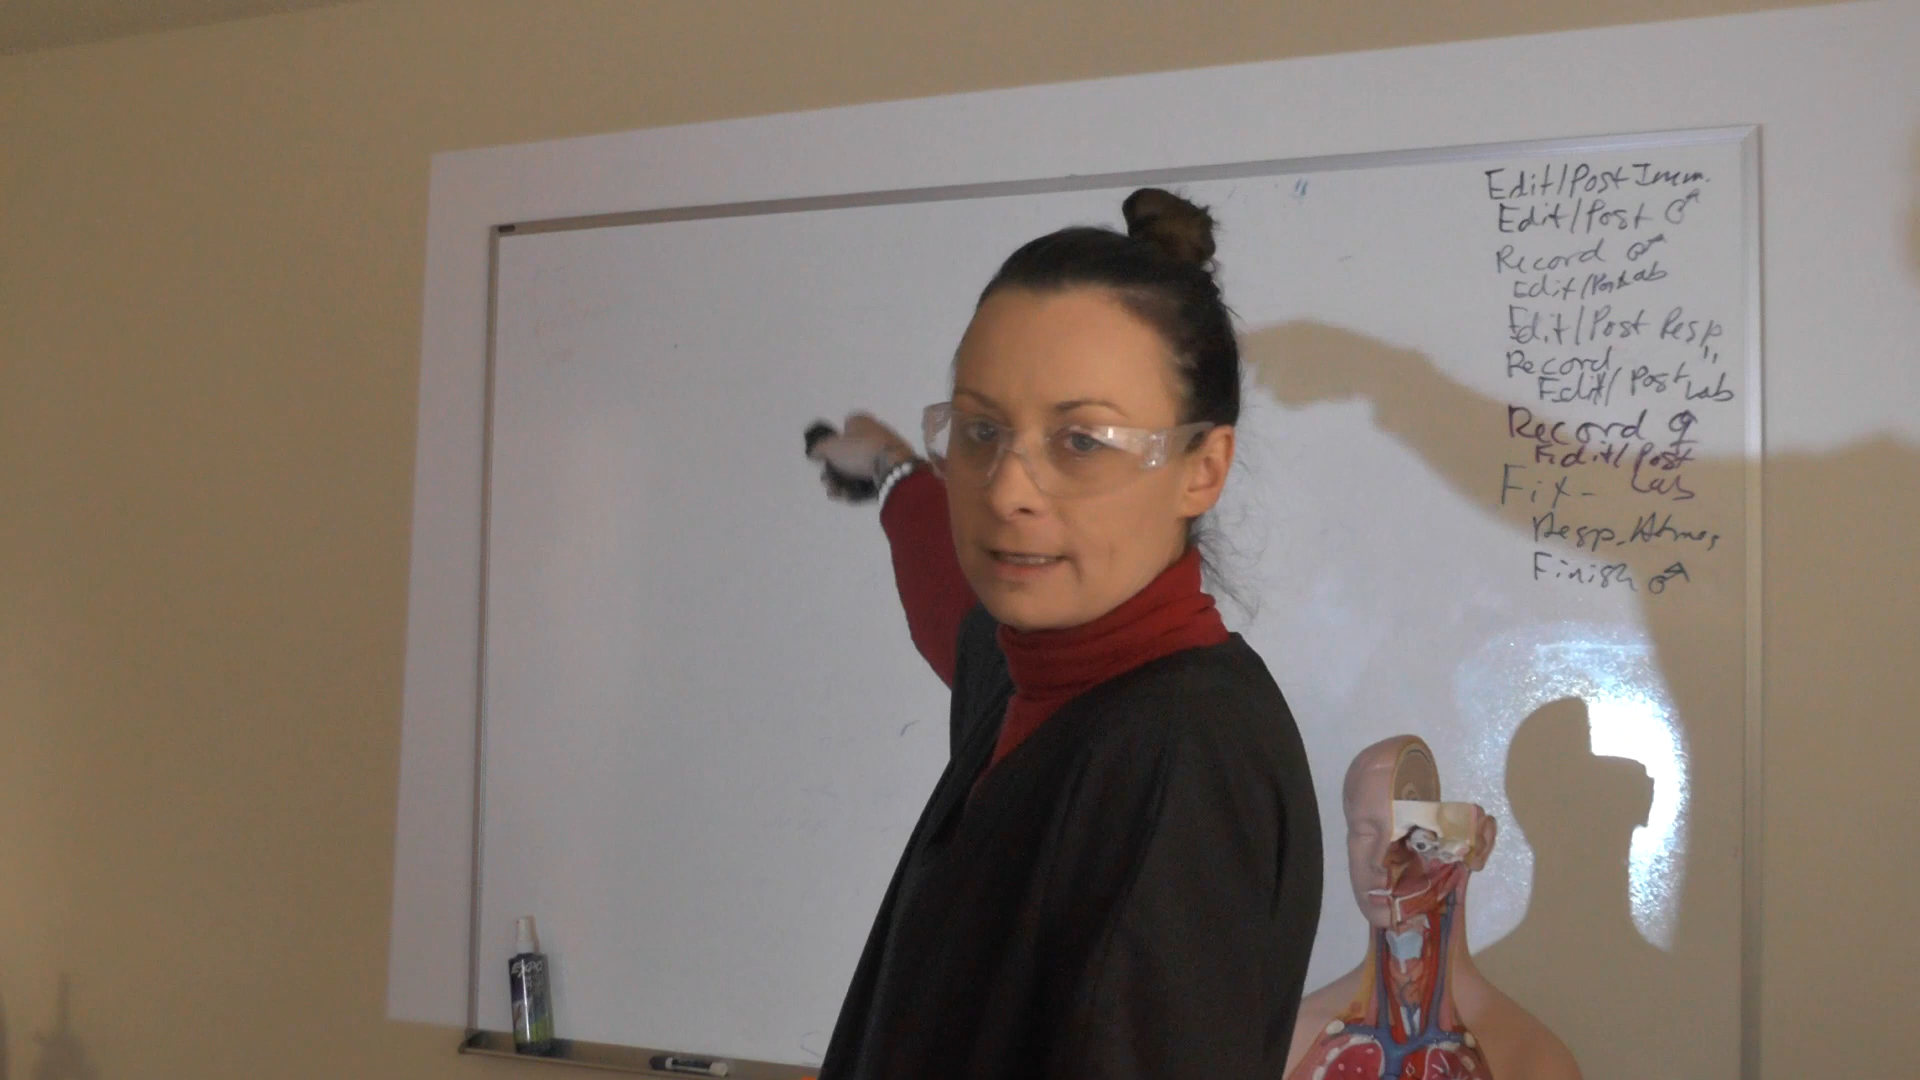 Edit/Post Imm.
Edit/Post ♂
Record ♂
Edit/Post Lab
Edit/Post Resp
Record "
Edit/Post Lab
Record ♀
Edit/Post
Fix- Lab
Resp.
Finish ♂
EXPO